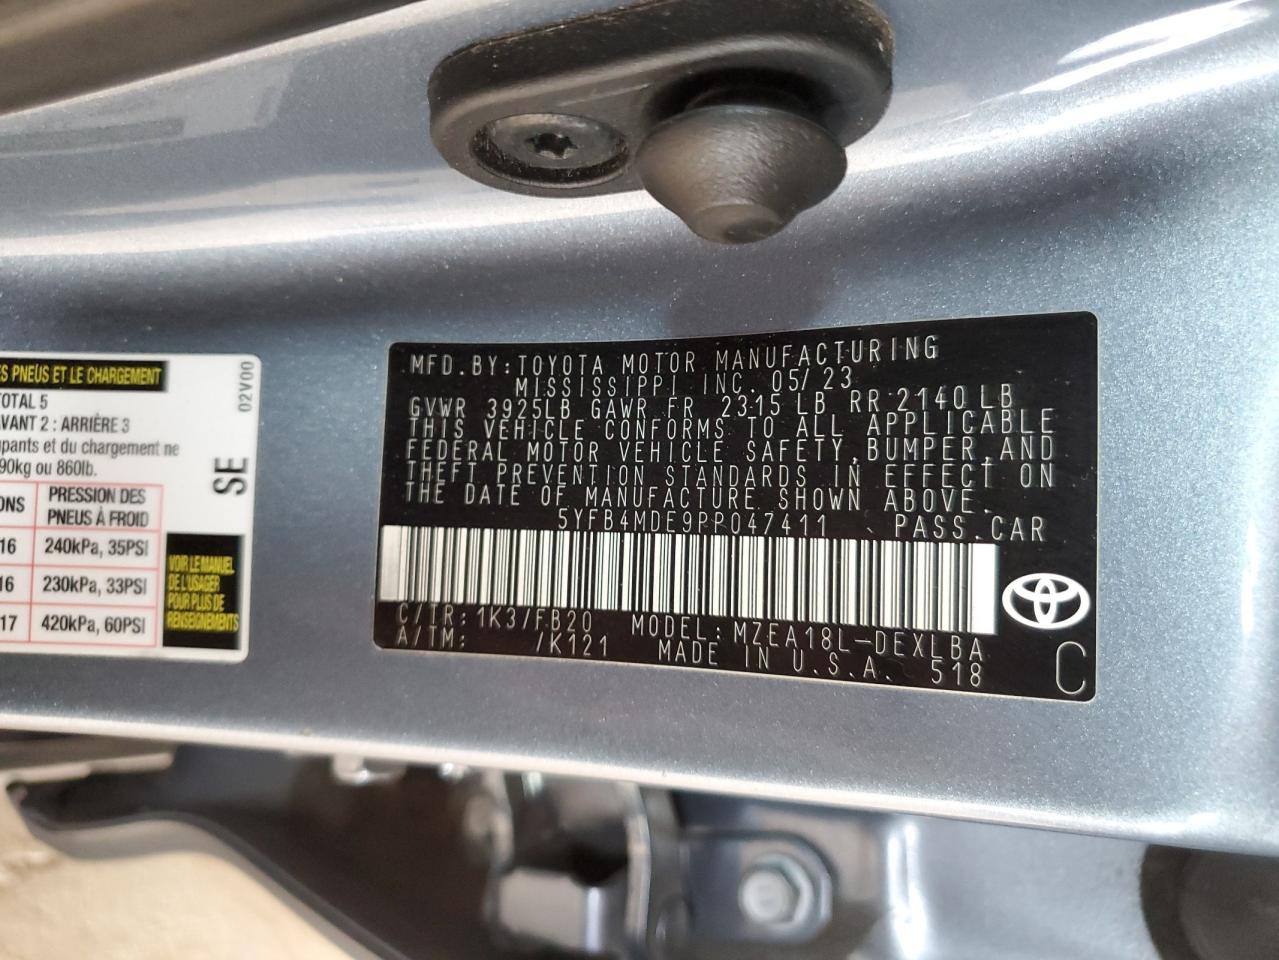 ES PNEUS ET LE CHARGEMENT
TOTAL 5
AVANT 2 : ARRIÈRE 3
upants et du chargement ne
90kg ou 860lb.
ONS PRESSION DES PNEUS À FROID
16 240kPa, 35PSI
16 230kPa, 33PSI
17 420kPa, 60PSI
02V00
SE
VOIR LE MANUEL
DE L'USAGER
POUR PLUS DE
RENSEIGNEMENTS
MFD.BY:TOYOTA MOTOR MANUFACTURING
MISSISSIPPI INC. 05/23
GVWR 3925LB GAWR FR 2315 LB RR 2140 LB
THIS VEHICLE CONFORMS TO ALL APPLICABLE
FEDERAL MOTOR VEHICLE SAFETY,BUMPER,AND
THEFT PREVENTION STANDARDS IN EFFECT ON
THE DATE OF MANUFACTURE SHOWN ABOVE.
5YFB4MDE9PP047411 PASS.CAR
C/TR: 1K3/FB20 MODEL: MZEA18L-DEXLBA
A/TM: /K121 MADE IN U.S.A. 518
C